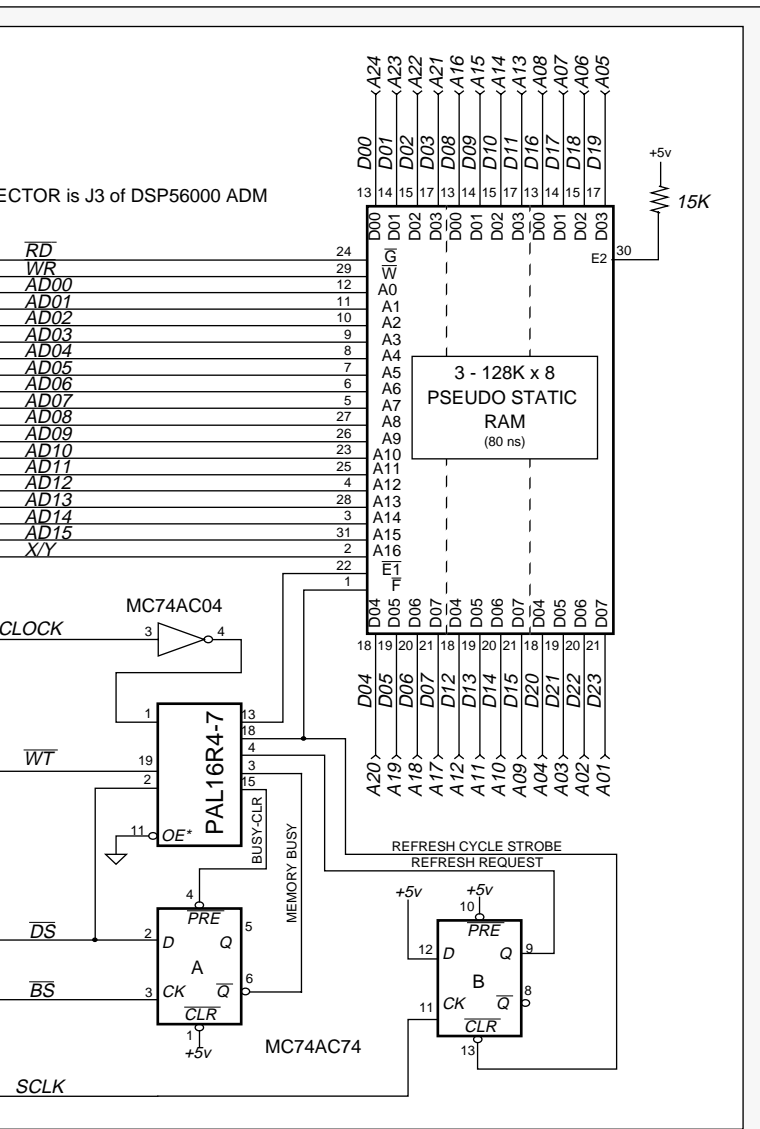 A24 A23 A22 A21 A16 A15 A14 A13 A08 A07 A06 A05
D00 D01 D02 D03 D08 D09 D10 D11 D16 D17 D18 D19
+5v
15K
ECTOR is J3 of DSP56000 ADM
13 14 15 17 13 14 15 17 13 14 15 17
D00 D01 D02 D03 D00 D01 D02 D03 D00 D01 D02 D03
RD 24 G
E2 30
WR 29 W
AD00 12 A0
AD01 11 A1
AD02 10 A2
AD03 9 A3
AD04 8 A4
AD05 7 A5
AD06 6 A6
AD07 5 A7
AD08 27 A8
AD09 26 A9
AD10 23 A10
AD11 25 A11
AD12 4 A12
AD13 28 A13
AD14 3 A14
AD15 31 A15
X/Y 2 A16
22 E1
1 F
3 - 128K x 8
PSEUDO STATIC
RAM
(80 ns)
D04 D05 D06 D07 D04 D05 D06 D07 D04 D05 D06 D07
18 19 20 21 18 19 20 21 18 19 20 21
D04 D05 D06 D07 D12 D13 D14 D15 D20 D21 D22 D23
A20 A19 A18 A17 A12 A11 A10 A09 A04 A03 A02 A01
MC74AC04
CLOCK 3 4
1 13
18
WT 19 4
2 3
15
PAL16R4-7
11 OE*
BUSY-CLR
MEMORY BUSY
REFRESH CYCLE STROBE
REFRESH REQUEST
4 PRE 5
DS 2 D Q
A
6
BS 3 CK Q
CLR
1
+5v
MC74AC74
+5v +5v
10 PRE
12 D Q 9
B
8
11 CK Q
CLR
13
SCLK